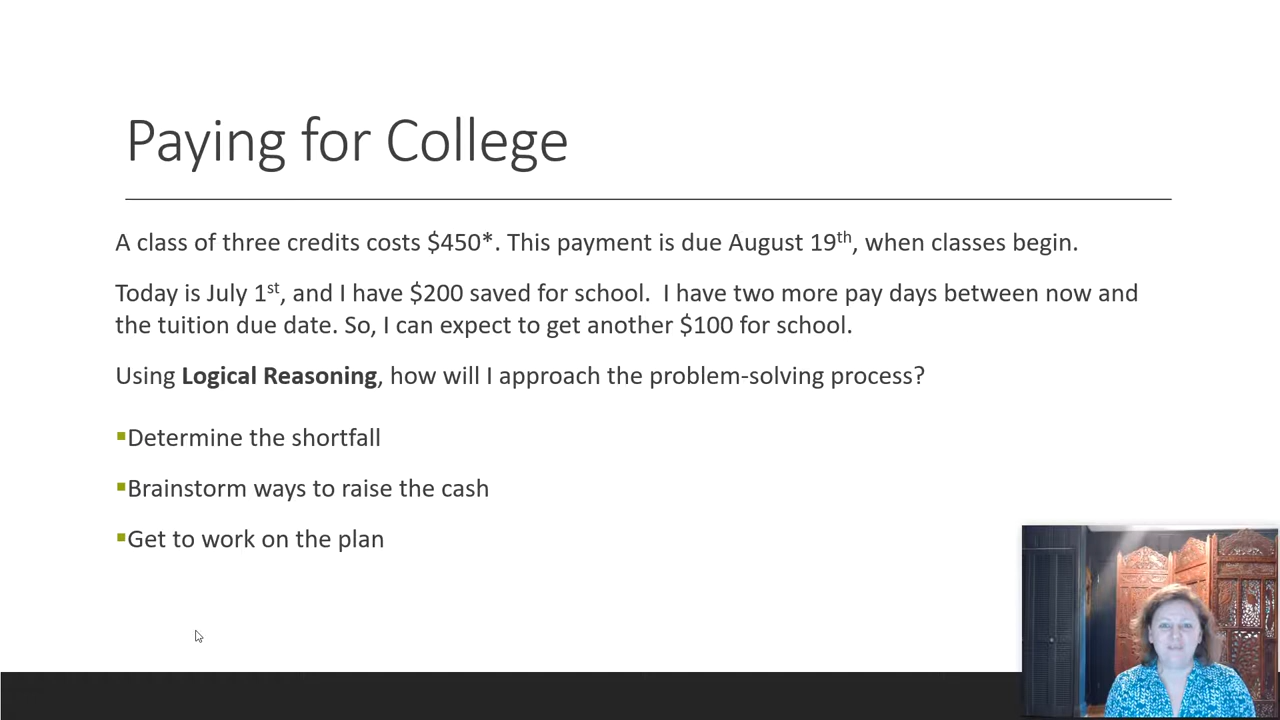 Paying for College
A class of three credits costs $450*. This payment is due August 19th, when classes begin.
Today is July 1st, and I have $200 saved for school.  I have two more pay days between now and
the tuition due date. So, I can expect to get another $100 for school.
Using Logical Reasoning, how will I approach the problem-solving process?
▪Determine the shortfall
▪Brainstorm ways to raise the cash
▪Get to work on the plan